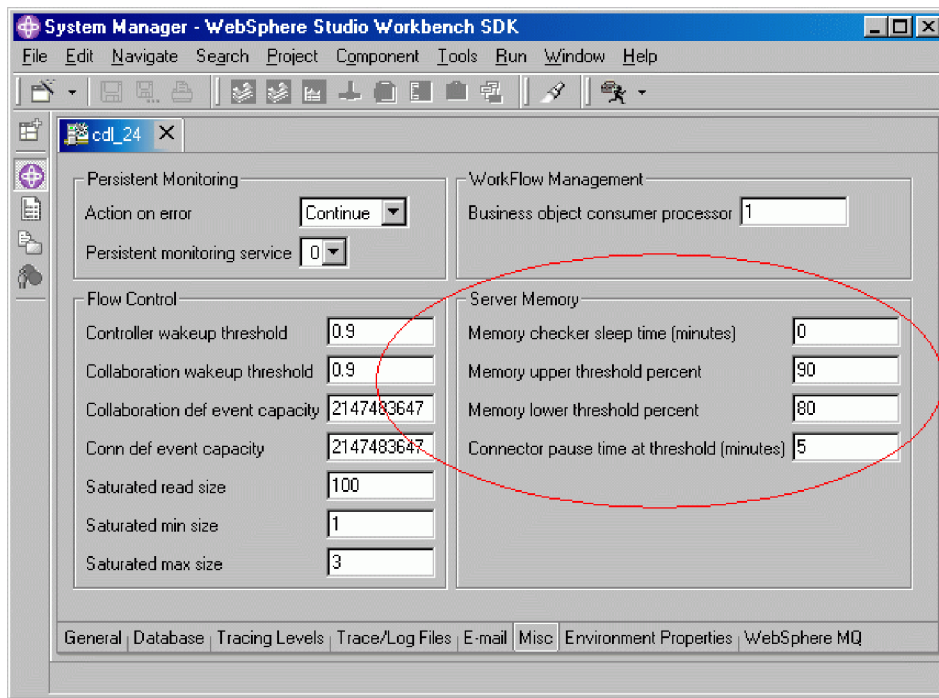 System Manager - WebSphere Studio Workbench SDK
File Edit Navigate Search Project Component Tools Run Window Help
cdl_24
Persistent Monitoring
Action on error Continue
Persistent monitoring service 0
WorkFlow Management
Business object consumer processor 1
Flow Control
Controller wakeup threshold 0.9
Collaboration wakeup threshold 0.9
Collaboration def event capacity 2147483647
Conn def event capacity 2147483647
Saturated read size 100
Saturated min size 1
Saturated max size 3
Server Memory
Memory checker sleep time (minutes) 0
Memory upper threshold percent 90
Memory lower threshold percent 80
Connector pause time at threshold (minutes) 5
General Database Tracing Levels Trace/Log Files E-mail Misc Environment Properties WebSphere MQ